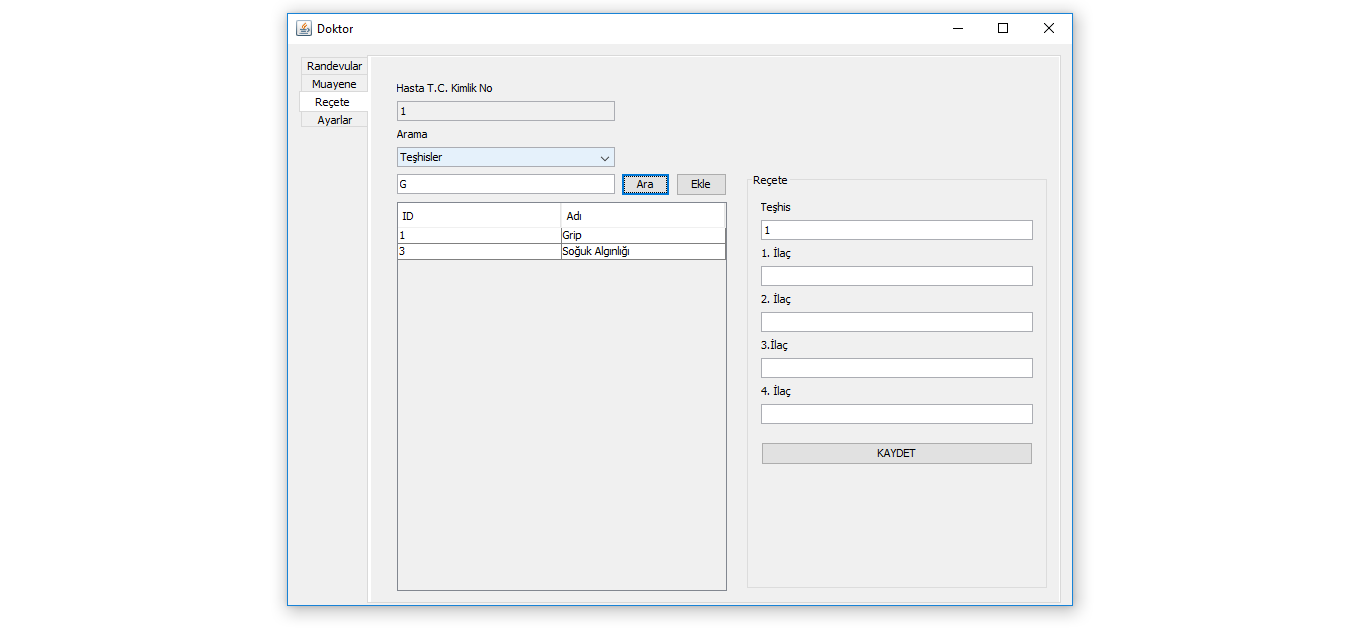 Doktor
Randevular
Muayene
Reçete
Ayarlar
Hasta T.C. Kimlik No
1
Arama
Teşhisler
G
Ara
Ekle
ID Adı
1 Grip
3 Soğuk Algınlığı
Reçete
Teşhis
1
1. İlaç
2. İlaç
3.İlaç
4. İlaç
KAYDET